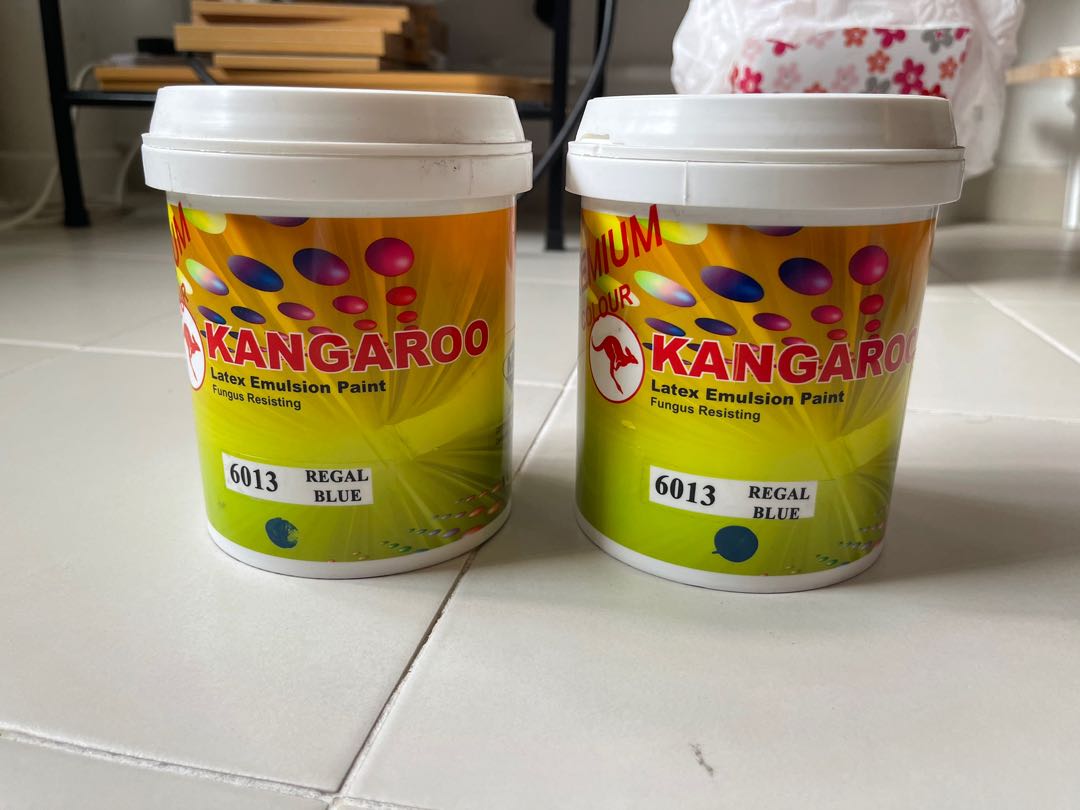 KANGAROO
Latex Emulsion Paint
Fungus Resisting
6013 REGAL
BLUE
EMIUM
OLOUR
KANGAROO
Latex Emulsion Paint
Fungus Resisting
6013 REGAL
BLUE